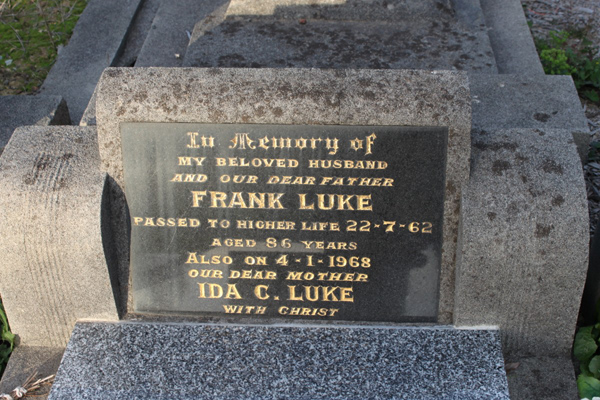 In Memory of
MY BELOVED HUSBAND
AND OUR DEAR FATHER
FRANK LUKE
PASSED TO HIGHER LIFE 22-7-62
AGED 86 YEARS
ALSO ON 4-1-1968
OUR DEAR MOTHER
IDA C. LUKE
WITH CHRIST